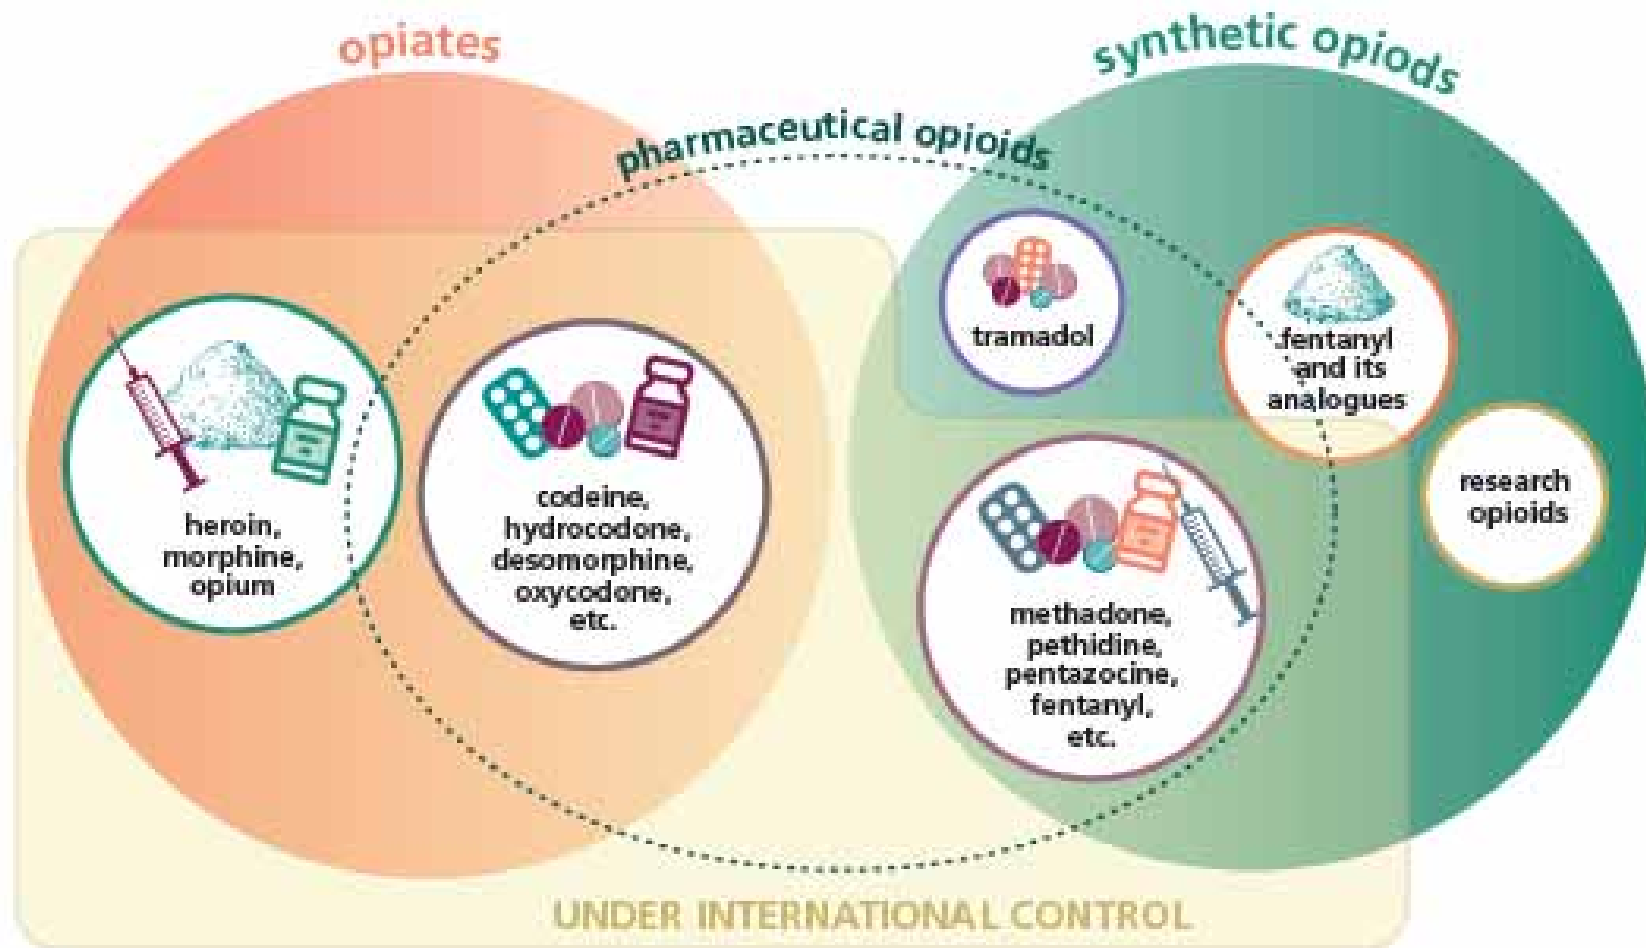 opiates
synthetic opiods
pharmaceutical opioids
tramadol
fentanyl
and its
analogues
research
opioids
heroin,
morphine,
opium
codeine,
hydrocodone,
desomorphine,
oxycodone,
etc.
methadone,
pethidine,
pentazocine,
fentanyl,
etc.
UNDER INTERNATIONAL CONTROL